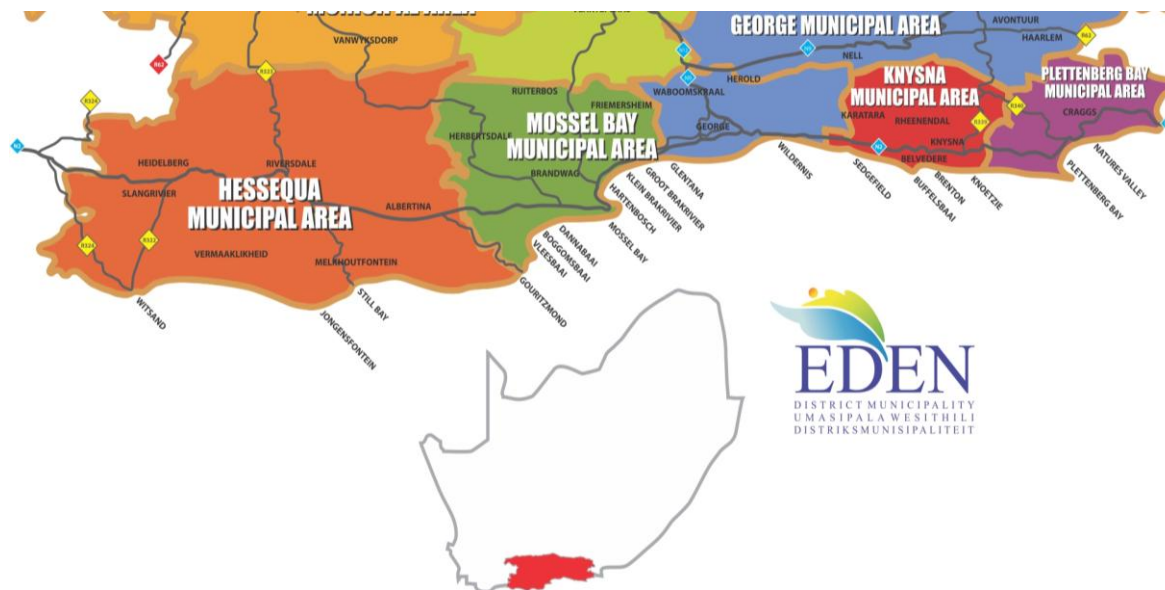 GEORGE MUNICIPAL AREA
AVONTUUR
HAARLEM
R62
VANWYKSDORP
NELL
R62
R323
HEROLD
KNYSNA
MUNICIPAL AREA
PLETTENBERG BAY
MUNICIPAL AREA
R324
RUITERBOS
WABOOMSKRAAL
FRIEMERSHEIM
KARATARA
RHEENENDAL
R340
CRAGGS
R339
MOSSEL BAY
MUNICIPAL AREA
GEORGE
HERBERTSDALE
KNYSNA
N2
N2
BELVEDERE
HEIDELBERG
RIVERSDALE
BRANDWAG
SLANGRIVIER
HESSEQUA
MUNICIPAL AREA
ALBERTINA
GLENTANA
GROOT BRAKRIVIER
KLEIN BRAKRIVIER
HARTENBOSCH
MOSSEL BAY
WILDERNIS
SEDGEFIELD
BUFFELSBAAI
BRENTON
KNOETZIE
PLETTENBERG BAY
NATURES VALLEY
DANNABAAI
BOGGOMSBAAI
VLEESBAAI
GOURITZMOND
R322
VERMAAKLIKHEID
MELKHOUTFONTEIN
WITSAND
STILL BAY
JONGENSFONTEIN
EDEN
DISTRICT MUNICIPALITY
UMASIPALA WESITHILI
DISTRIKSMUNISIPALITEIT